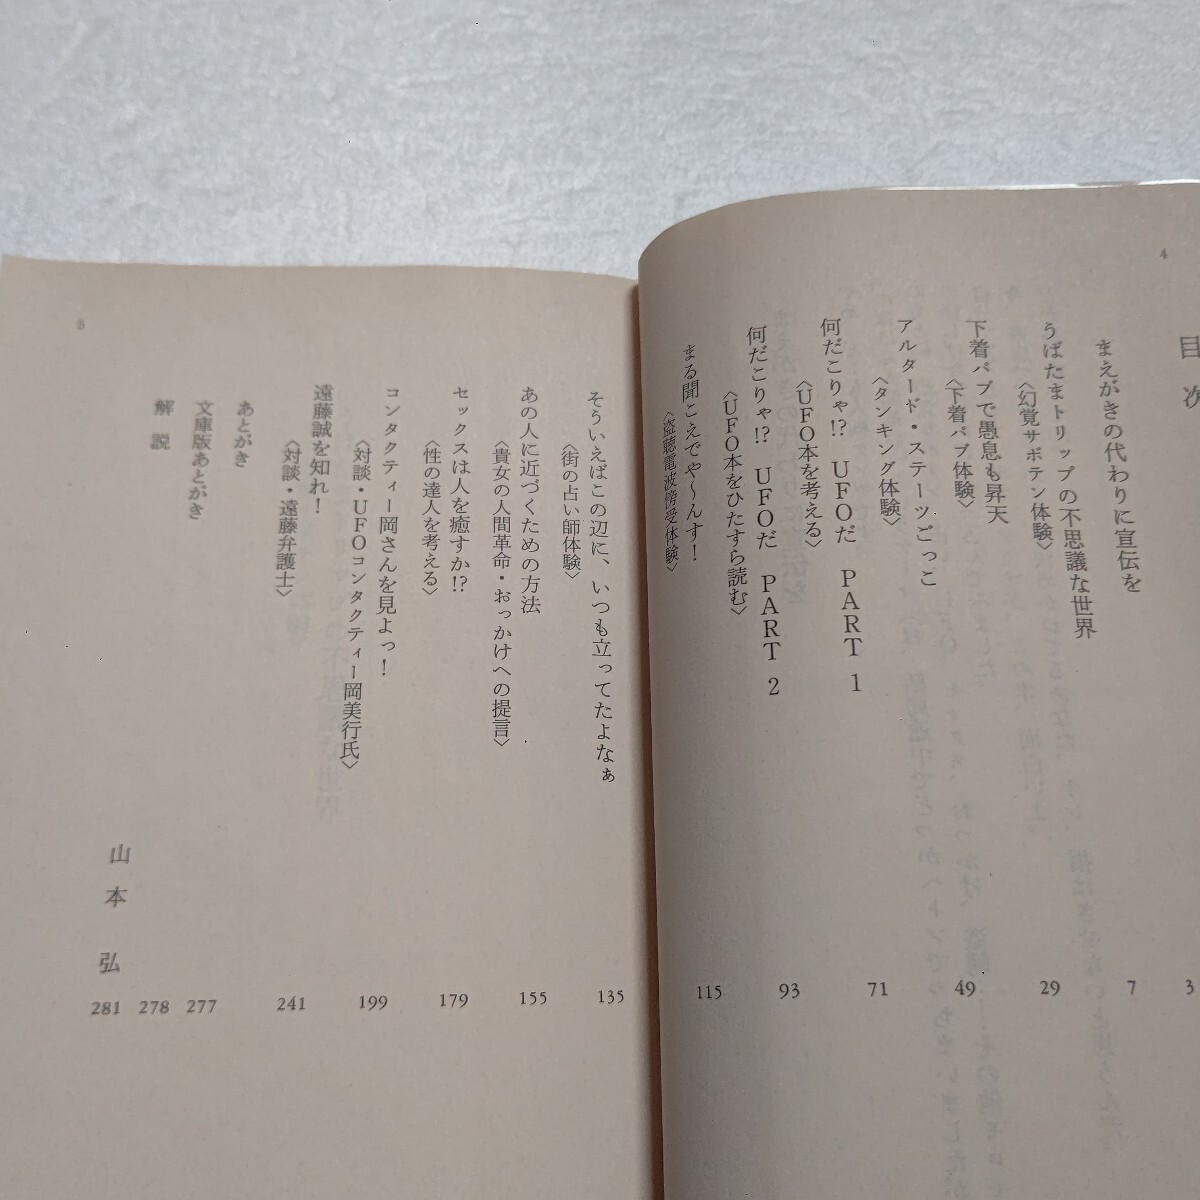 4
目次
まえがきの代わりに宣伝を 3
うばたまトリップの不思議な世界 7
〈幻覚サボテン体験〉
下着パブで愚息も昇天 29
〈下着パブ体験〉
アルタード・ステーツごっこ 49
〈タンキング体験〉
何だこりゃ!? UFOだ PART 1 71
〈UFO本を考える〉
何だこりゃ!? UFOだ PART 2 93
〈UFO本をひたすら読む〉
まる聞こえでや〜んす! 115
〈盗聴電波傍受体験〉
そういえばこの辺に、いつも立ってたよなぁ 135
〈街の占い師体験〉
あの人に近づくための方法 155
〈貴女の人間革命・おっかけへの提言〉
セックスは人を癒すか!? 179
〈性の達人を考える〉
コンタクティー岡さんを見よっ! 199
〈対談・UFOコンタクティー岡美行氏〉
遠藤誠を知れ! 241
〈対談・遠藤弁護士〉
あとがき 277
文庫版あとがき 278
解説 山本 弘 281
5